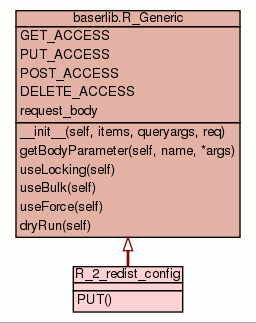 baserlib.R_Generic
GET_ACCESS
PUT_ACCESS
POST_ACCESS
DELETE_ACCESS
request_body
__init__(self, items, queryargs, req)
getBodyParameter(self, name, *args)
useLocking(self)
useBulk(self)
useForce(self)
dryRun(self)
R_2_redist_config
PUT()